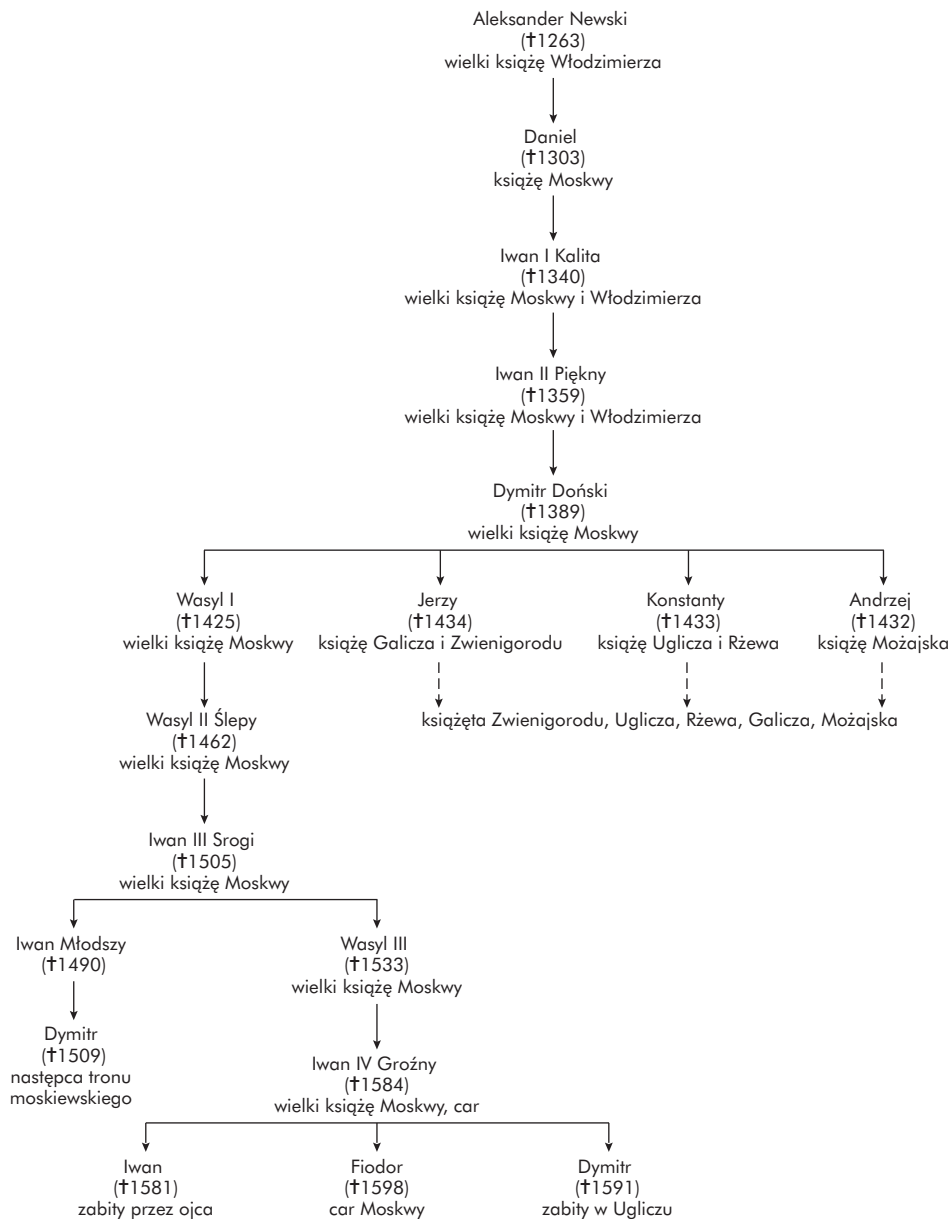 Aleksander Newski
(†1263)
wielki książę Włodzimierza
Daniel
(†1303)
książę Moskwy
Iwan I Kalita
(†1340)
wielki książę Moskwy i Włodzimierza
Iwan II Piękny
(†1359)
wielki książę Moskwy i Włodzimierza
Dymitr Doński
(†1389)
wielki książę Moskwy
Wasyl I
(†1425)
wielki książę Moskwy
Jerzy
(†1434)
książę Galicza i Zwienigorodu
Konstanty
(†1433)
książę Uglicza i Rżewa
Andrzej
(†1432)
książę Możajska
Wasyl II Ślepy
(†1462)
wielki książę Moskwy
książęta Zwienigorodu, Uglicza, Rżewa, Galicza, Możajska
Iwan III Srogi
(†1505)
wielki książę Moskwy
Iwan Młodszy
(†1490)
Wasyl III
(†1533)
wielki książę Moskwy
Dymitr
(†1509)
następca tronu
moskiewskiego
Iwan IV Groźny
(†1584)
wielki książę Moskwy, car
Iwan
(†1581)
zabity przez ojca
Fiodor
(†1598)
car Moskwy
Dymitr
(†1591)
zabity w Ugliczu